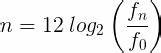 n = 12 log₂ (fₙ / f₀)